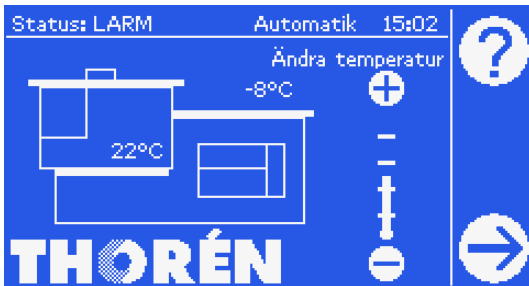 Status: LARM Automatik 15:02
Ändra temperatur
-8°C
22°C
THORÉN